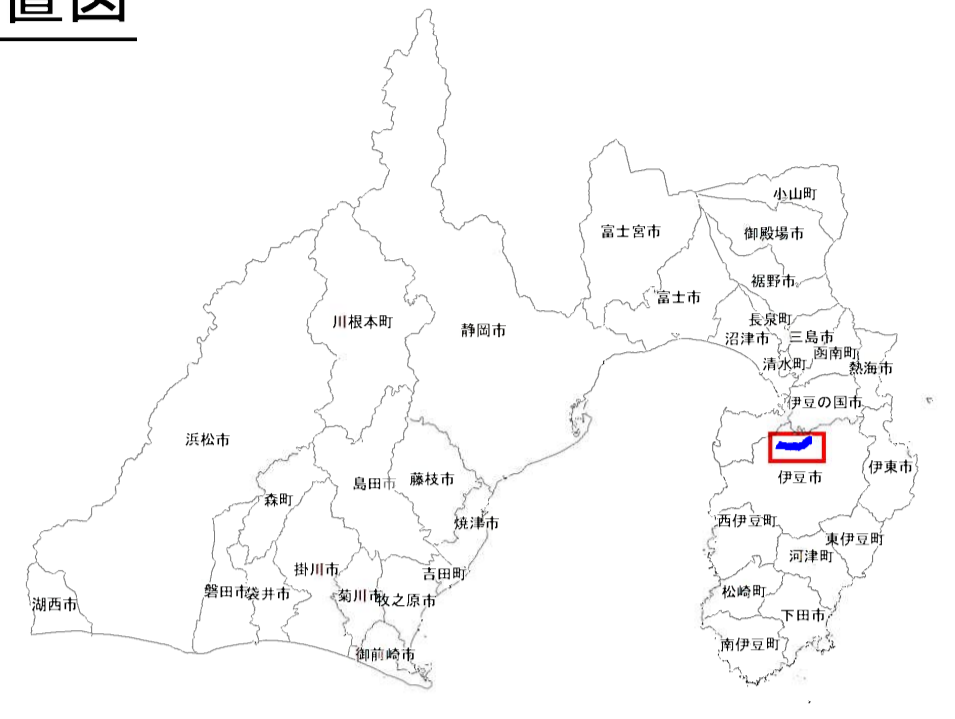 置図
小山町
富士宮市
御殿場市
裾野市
富士市
長泉町
川根本町
静岡市
沼津市
三島市
函南町
清水町
熱海市
伊豆の国市
浜松市
伊東市
伊豆市
島田市
藤枝市
森町
焼津市
西伊豆町
東伊豆町
河津町
掛川市
吉田町
磐田市
袋井市
菊川市
牧之原市
松崎町
湖西市
下田市
南伊豆町
御前崎市